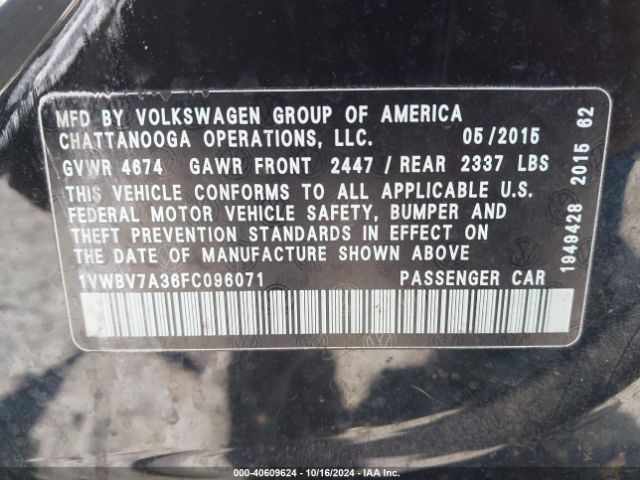 MFD BY VOLKSWAGEN GROUP OF AMERICA
CHATTANOOGA OPERATIONS, LLC. 05/2015
GVWR 4674 GAWR FRONT 2447 / REAR 2337 LBS
THIS VEHICLE CONFORMS TO ALL APPLICABLE U.S.
FEDERAL MOTOR VEHICLE SAFETY, BUMPER AND
THEFT PREVENTION STANDARDS IN EFFECT ON
THE DATE OF MANUFACTURE SHOWN ABOVE
1VWBV7A36FC096071 PASSENGER CAR
1949428 2015 62
000-40609624 - 10/16/2024 - IAA Inc.